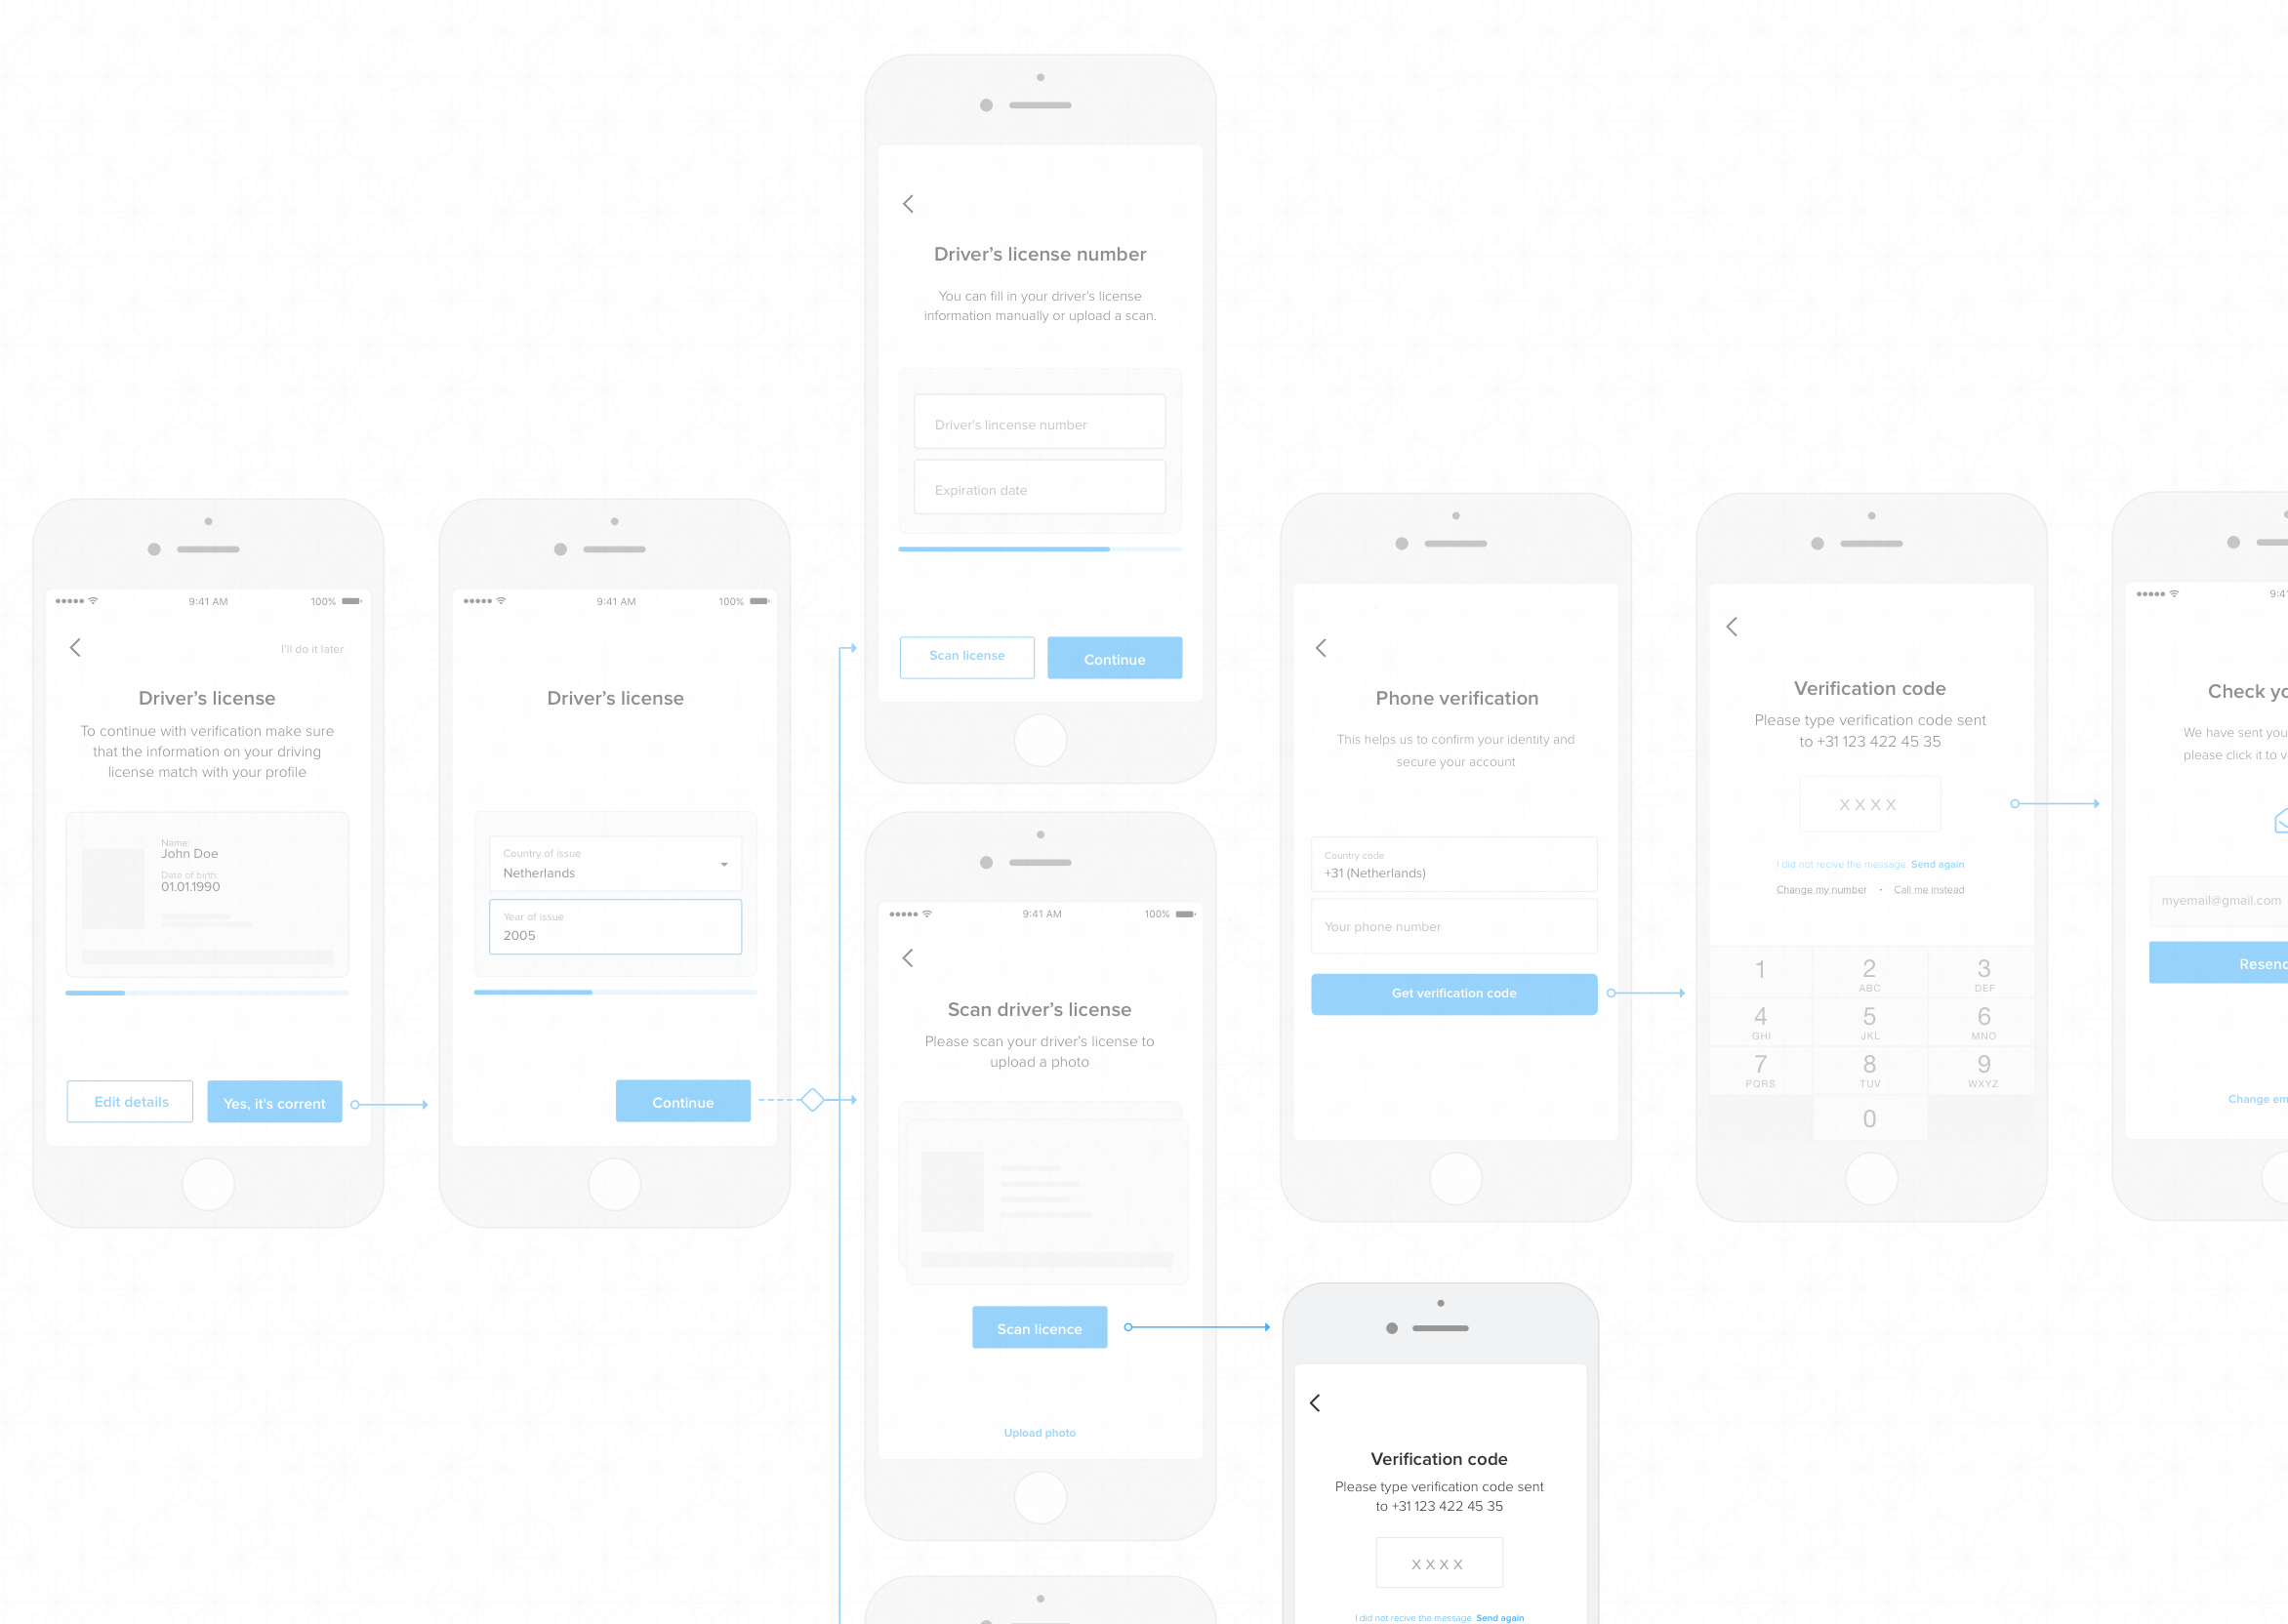 Driver's license number
You can fill in your driver's license
information manually or upload a scan.
Driver's lincense number
Expiration date
Scan license
Continue
9:41 AM
100%
I'll do it later
Driver's license
To continue with verification make sure
that the information on your driving
license match with your profile
Name:
John Doe
Date of birth:
01.01.1990
Edit details
Yes, it's corrent
9:41 AM
100%
Driver's license
Country of issue
Netherlands
Year of issue
2005
Continue
9:41 AM
100%
Scan driver's license
Please scan your driver's license to
upload a photo
Scan licence
Upload photo
Phone verification
This helps us to confirm your identity and
secure your account
Country code
+31 (Netherlands)
Your phone number
Get verification code
Verification code
Please type verification code sent
to +31 123 422 45 35
X X X X
I did not recive the message. Send again
Change my number • Call me instead
1
2
ABC
3
DEF
4
GHI
5
JKL
6
MNO
7
PQRS
8
TUV
9
WXYZ
0
Check
We have sent you
please click it to
myemail@gmail.com
Resend
Change
Verification code
Please type verification code sent
to +31 123 422 45 35
X X X X
I did not recive the message. Send again